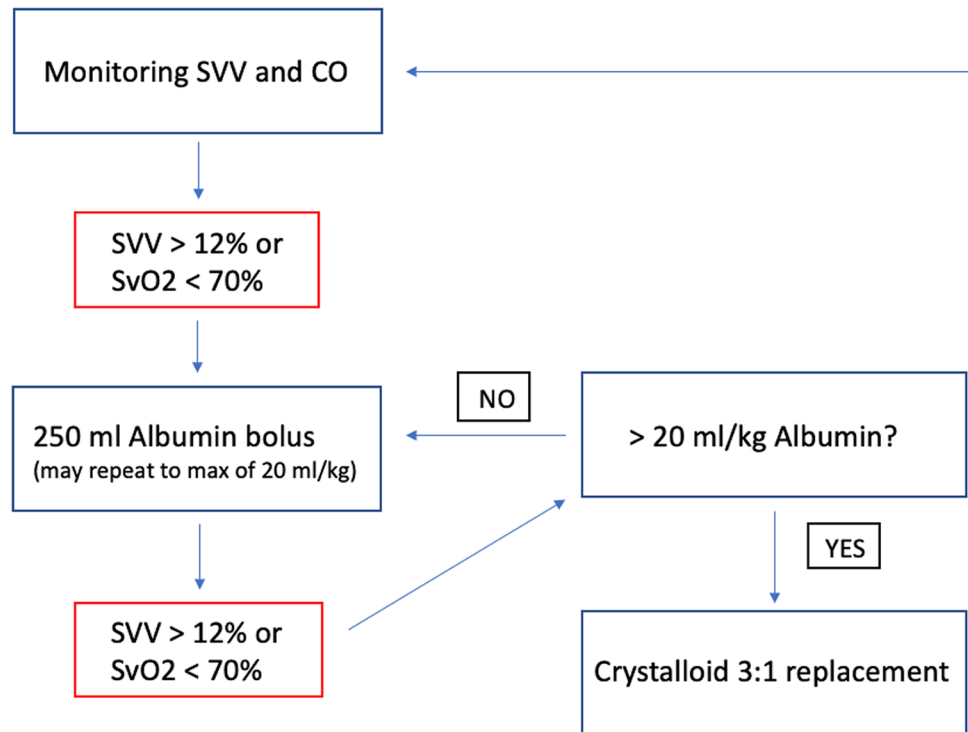 Monitoring SVV and CO
SVV > 12% or
SvO2 < 70%
250 ml Albumin bolus
(may repeat to max of 20 ml/kg)
NO
> 20 ml/kg Albumin?
YES
SVV > 12% or
SvO2 < 70%
Crystalloid 3:1 replacement